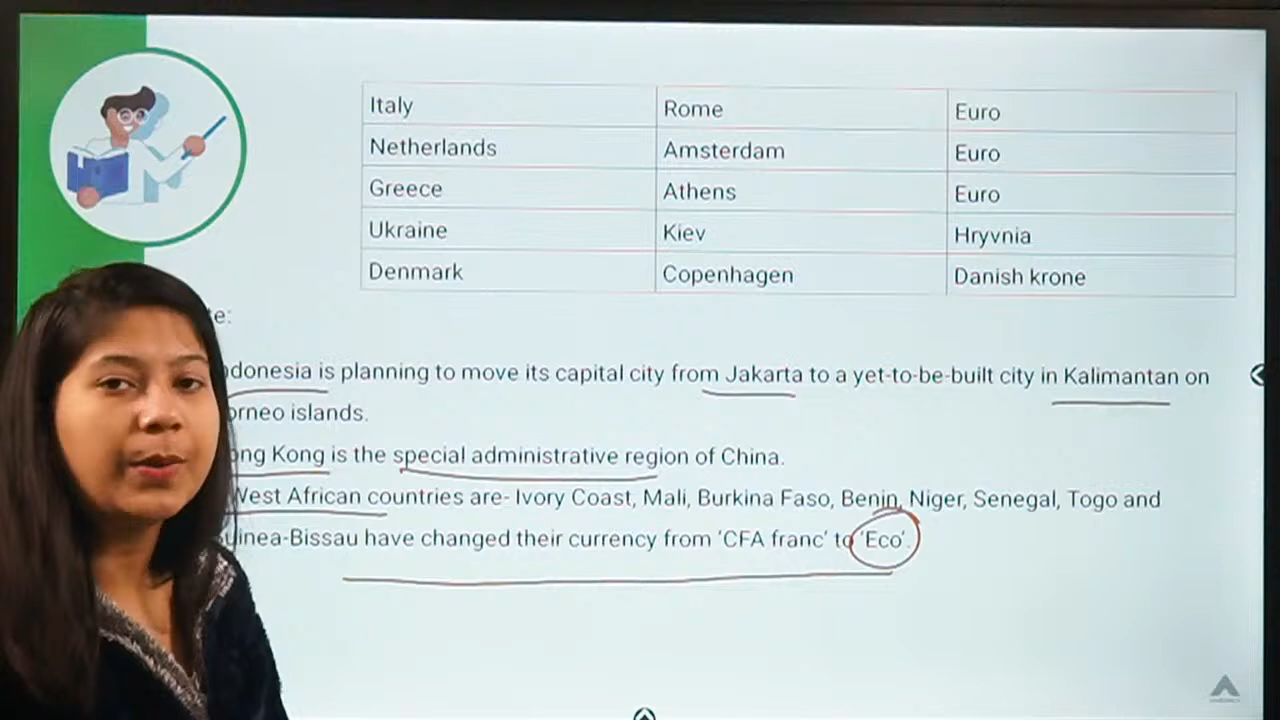 Italy Rome Euro
Netherlands Amsterdam Euro
Greece Athens Euro
Ukraine Kiev Hryvnia
Denmark Copenhagen Danish krone
te:
donesia is planning to move its capital city from Jakarta to a yet-to-be-built city in Kalimantan on
orneo islands.
ong Kong is the special administrative region of China.
West African countries are- Ivory Coast, Mali, Burkina Faso, Benin, Niger, Senegal, Togo and
uinea-Bissau have changed their currency from 'CFA franc' to 'Eco'.